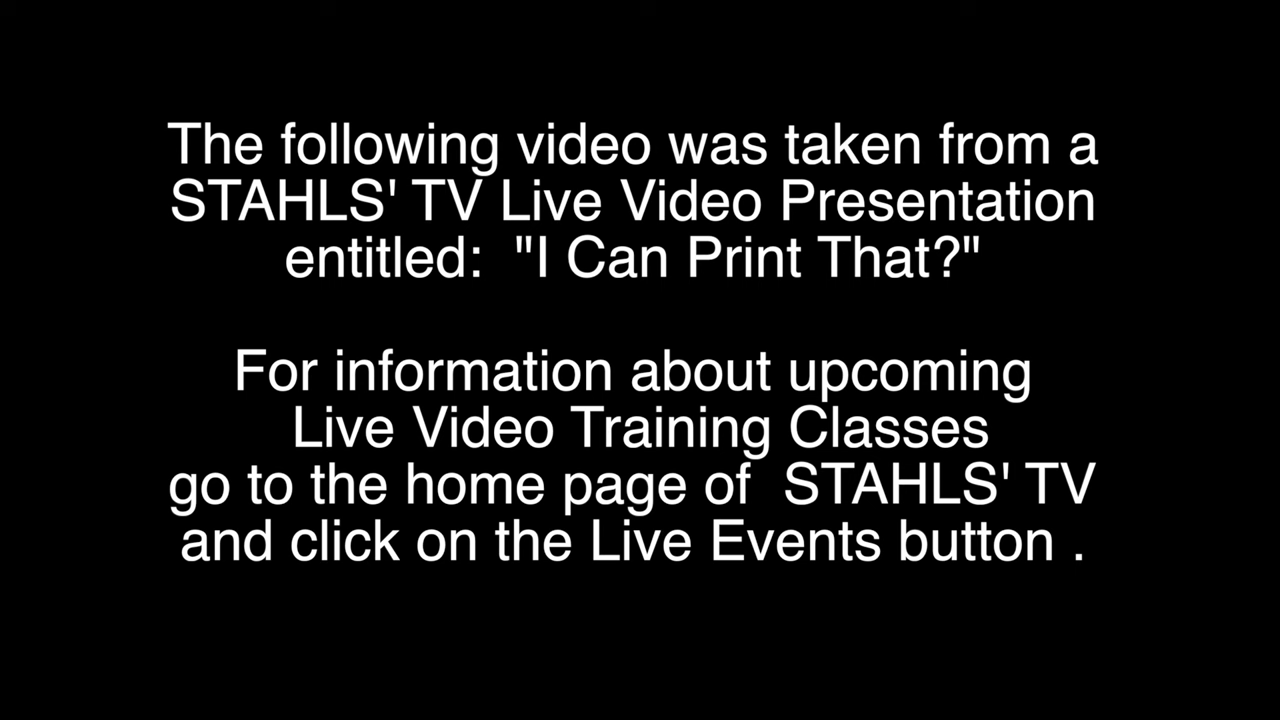 The following video was taken from a
STAHLS' TV Live Video Presentation
entitled:  "I Can Print That?"
For information about upcoming
Live Video Training Classes
go to the home page of  STAHLS' TV
and click on the Live Events button .